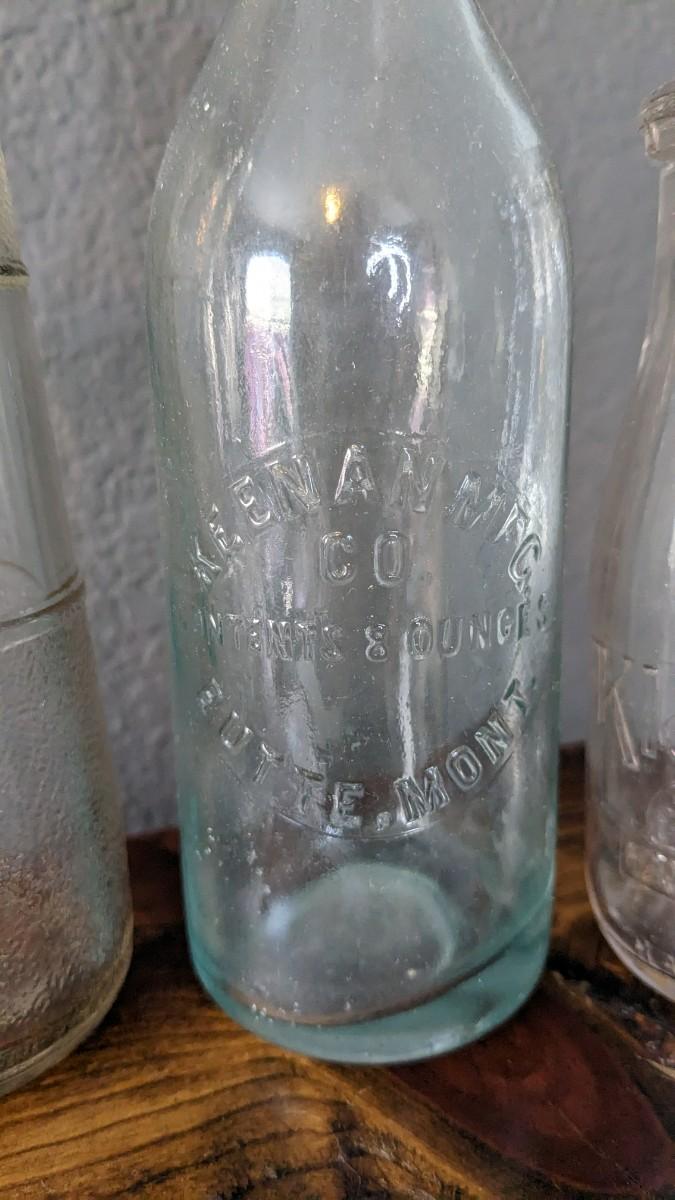 KEENAN MFG
CO.
CONTENTS 8 OUNCES
BUTTE, MONT.